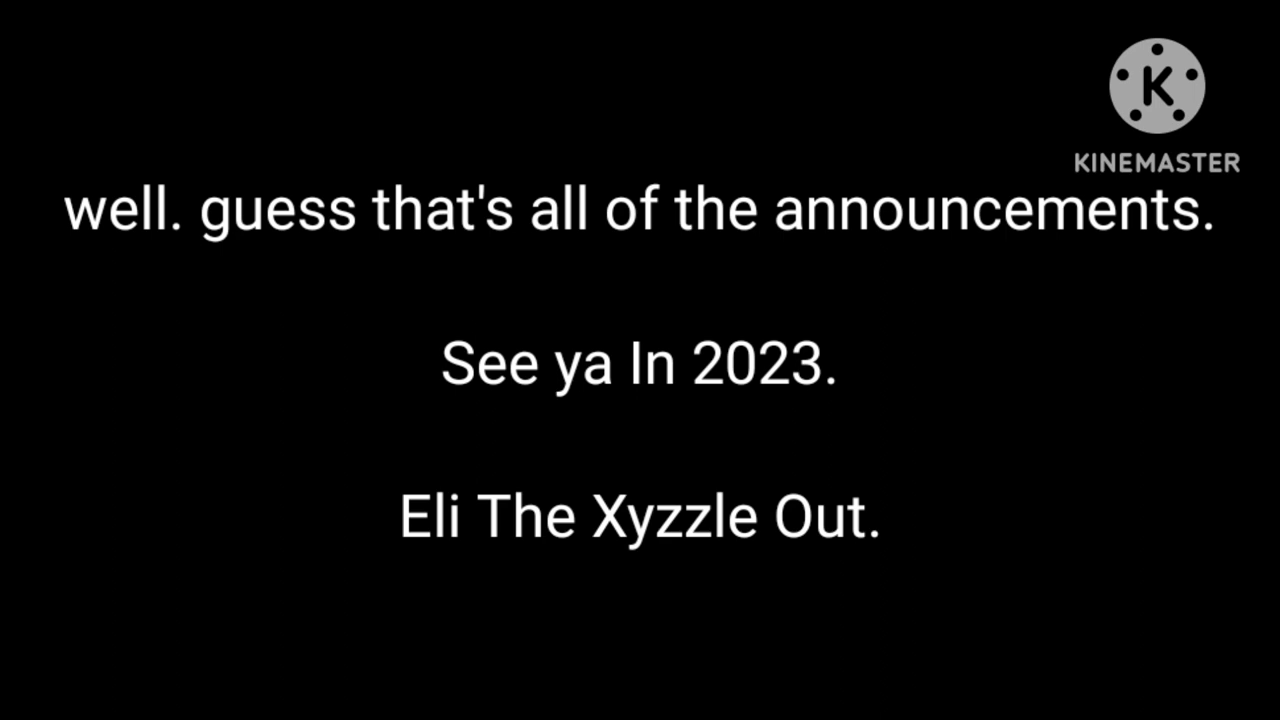 K
KINEMASTER
well. guess that's all of the announcements.
See ya In 2023.
Eli The Xyzzle Out.